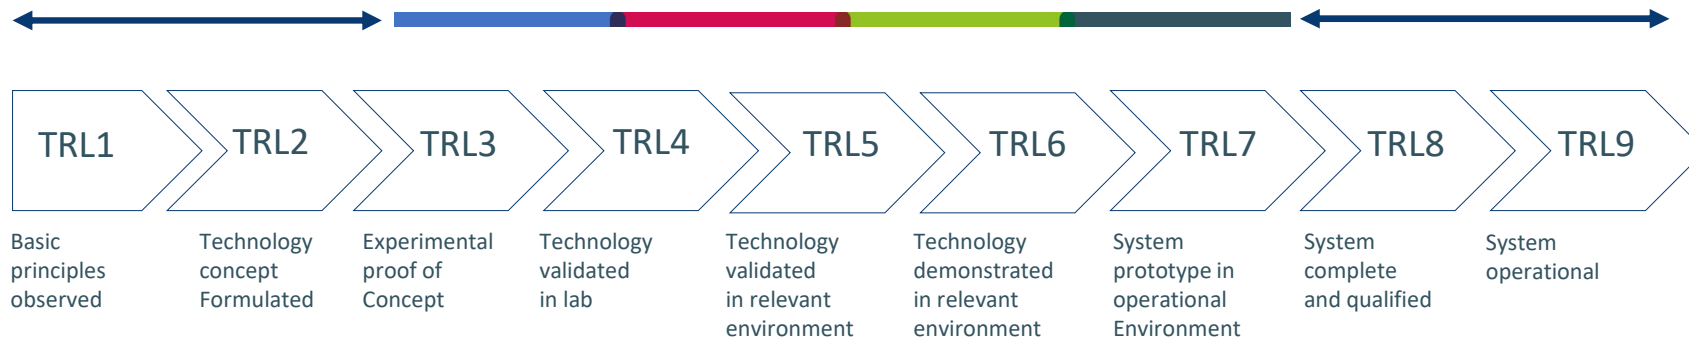 TRL1
TRL2
TRL3
TRL4
TRL5
TRL6
TRL7
TRL8
TRL9
Basic
principles
observed
Technology
concept
Formulated
Experimental
proof of
Concept
Technology
validated
in lab
Technology
validated
in relevant
environment
Technology
demonstrated
in relevant
environment
System
prototype in
operational
Environment
System
complete
and qualified
System
operational